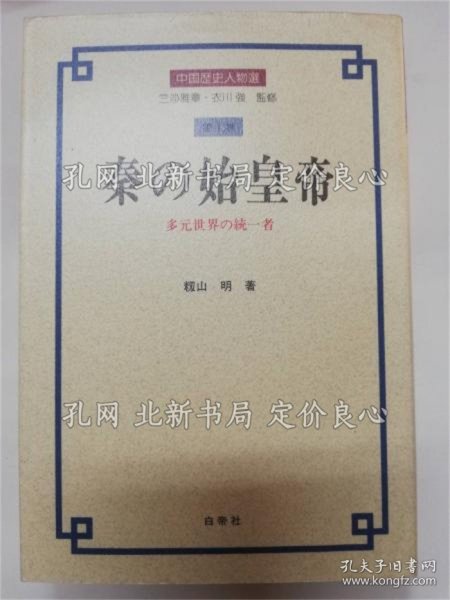 中国歴史人物選
竺沙雅章・衣川強 監修
第1巻
秦の始皇帝
孔网 北新书局 定价良心
多元世界の統一者
籾山 明 著
孔网 北新书局 定价良心
白帝社
孔夫子旧书网
www.kongfz.com